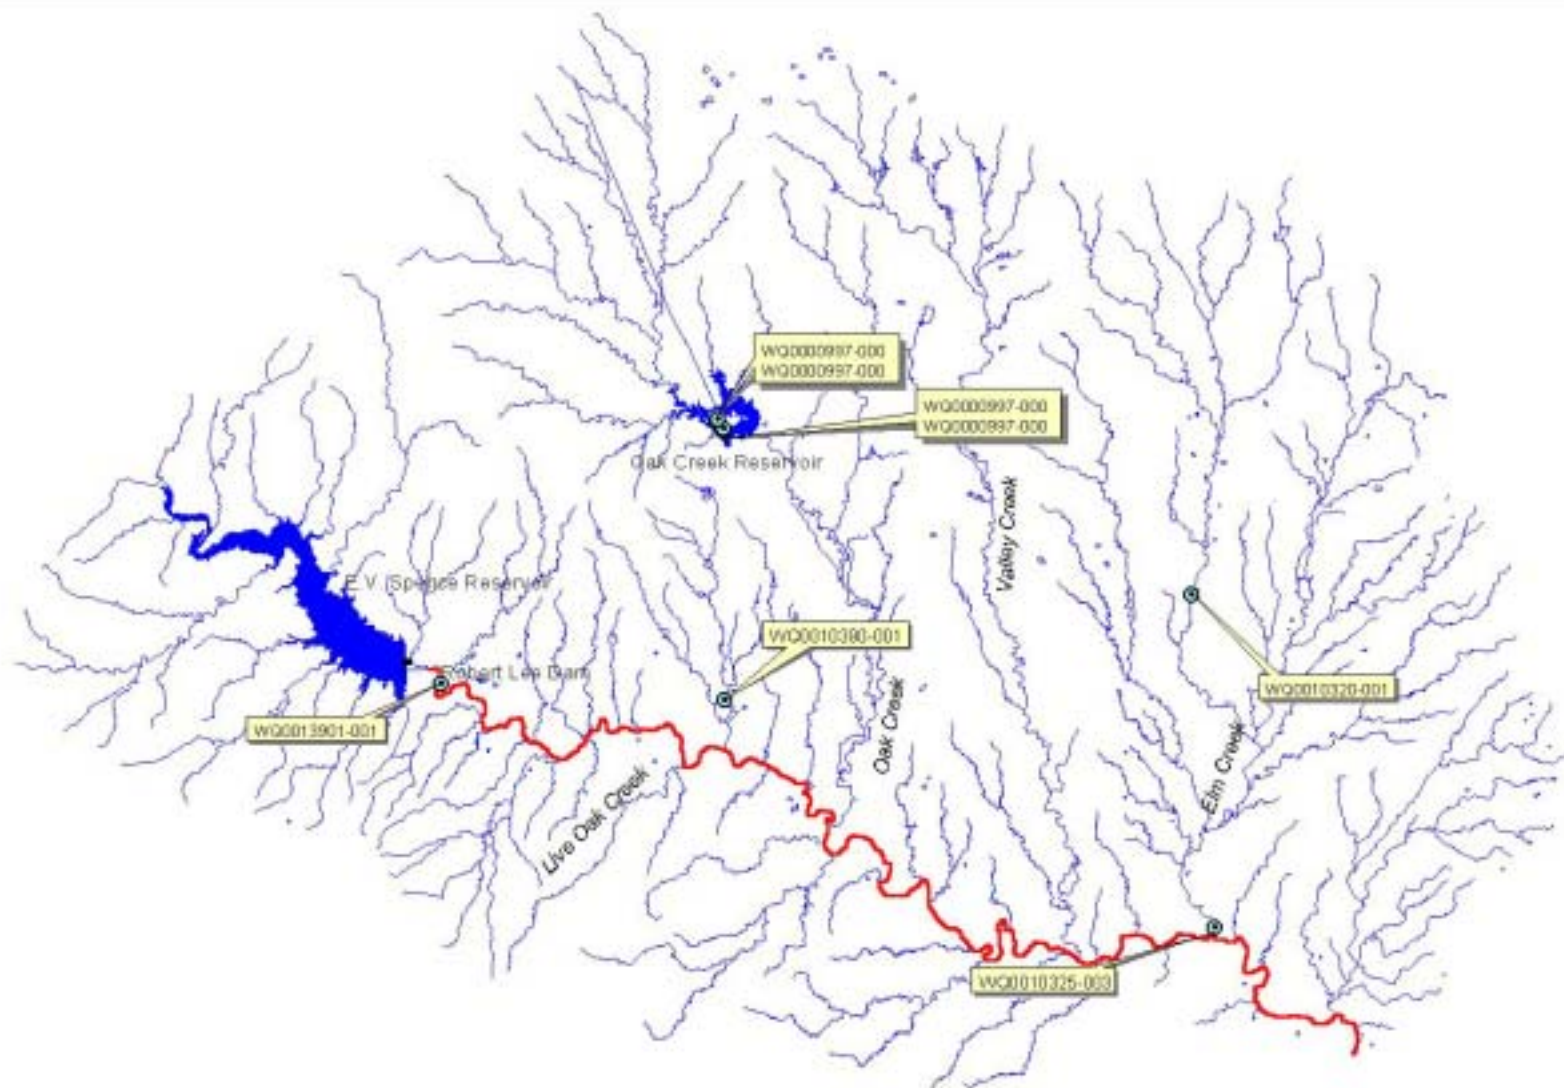 WQ0000997-000
WQ0000997-000
WQ0000997-000
WQ0000997-000
Oak Creek Reservoir
Valley Creek
E.V. Spence Reservoir
WQ0010380-001
Robert Lee Dam
WQ0010320-001
WQ0013901-001
Oak Creek
Elm Creek
Live Oak Creek
WQ0010325-003